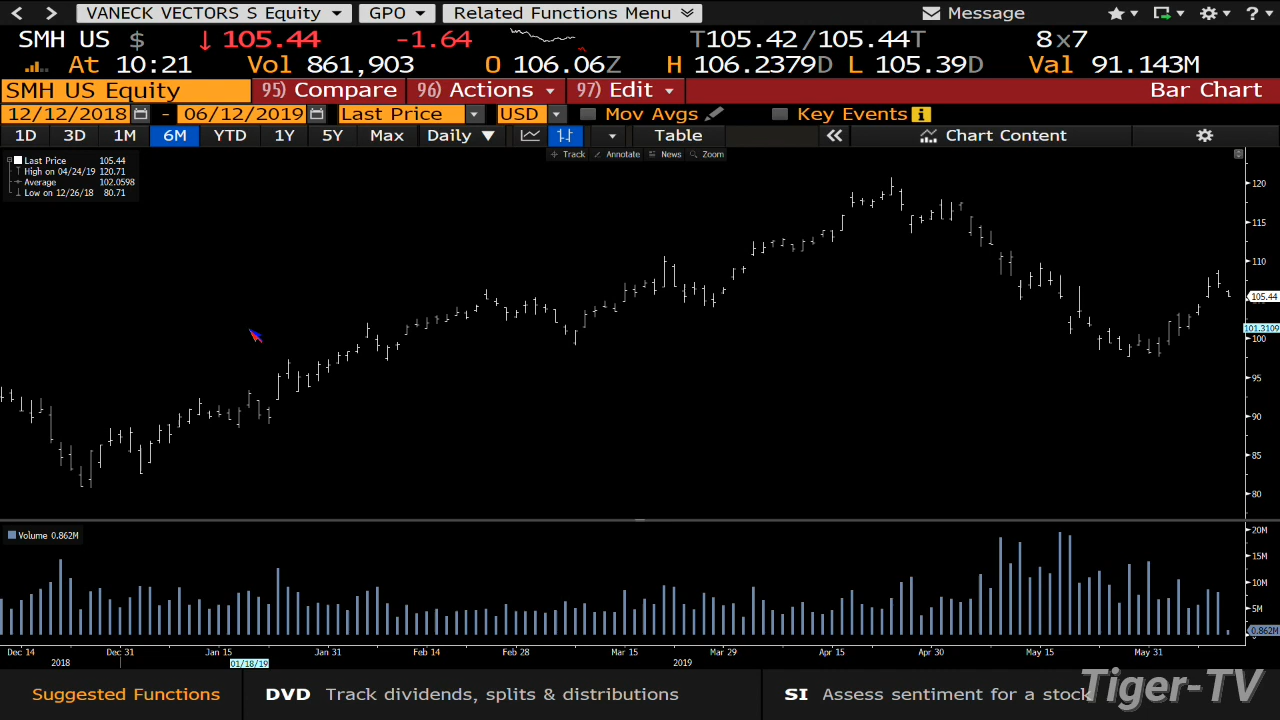 VANECK VECTORS S Equity GPO Related Functions Menu Message ?
SMH US $ ↓ 105.44 -1.64 T105.42/105.44T 8x7
At 10:21 Vol 861,903 O 106.06Z H 106.2379D L 105.39D Val 91.143M
SMH US Equity 95) Compare 96) Actions 97) Edit Bar Chart
12/12/2018 - 06/12/2019 Last Price USD Mov Avgs Key Events i
1D 3D 1M 6M YTD 1Y 5Y Max Daily ▼ Table « Chart Content
Track Annotate News Zoom
Last Price 105.44
High on 04/24/19 120.71
Average 102.0598
Low on 12/26/18 80.71
120
115
110
105.44
101.3109
100
95
90
85
80
Volume 0.862M
20M
15M
10M
5M
0.862M
Dec 14 Dec 31 Jan 15 Jan 31 Feb 14 Feb 28 Mar 15 Mar 29 Apr 15 Apr 30 May 15 May 31
2018 01/18/19 2019
Suggested Functions DVD Track dividends, splits & distributions SI Assess sentiment for a stock
Tiger-TV